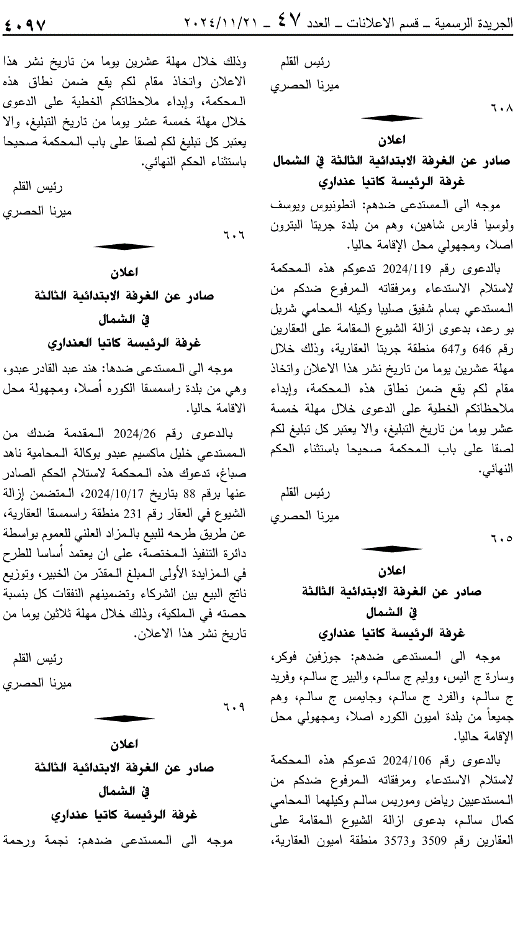 الجريدة الرسمية ــ قسم الاعلانات ــ العدد ٤٧ ــ ٢٠٢٤/١١/٢١
٤٠٩٧
رئيس القلم
ميرنا الحصري
٦٠٨
اعلان
صادر عن الغرفة الابتدائية الثالثة في الشمال
غرفة الرئيسة كاتيا عنداري
موجه الى المستدعى ضدهم: انطونيوس ويوسف
ولوسيا فارس شاهين، وهم من بلدة جربتا البترون
اصلا، ومجهولي محل الإقامة حاليا.
بالدعوى رقم 2024/119 تدعوكم هذه المحكمة
لاستلام الاستدعاء ومرفقاته المرفوع ضدكم من
المستدعي بسام شفيق صليبا وكيله المحامي شربل
بو رعد، بدعوى ازالة الشيوع المقامة على العقارين
رقم 646 و647 منطقة جربتا العقارية، وذلك خلال
مهلة عشرين يوما من تاريخ نشر هذا الاعلان واتخاذ
مقام لكم يقع ضمن نطاق هذه المحكمة، وإبداء
ملاحظاتكم الخطية على الدعوى خلال مهلة خمسة
عشر يوما من تاريخ التبليغ، والا يعتبر كل تبليغ لكم
لصقا على باب المحكمة صحيحا باستثناء الحكم
النهائي.
رئيس القلم
ميرنا الحصري
٦٠٥
اعلان
صادر عن الغرفة الابتدائية الثالثة
في الشمال
غرفة الرئيسة كاتيا عنداري
موجه الى المستدعى ضدهم: جوزفين فوكر،
وسارة ج اليس، ووليم ج سالم، والبير ج سالم، وفريد
ج سالم، والفرد ج سالم، وجايمس ج سالم، وهم
جميعاً من بلدة اميون الكوره اصلا، ومجهولي محل
الإقامة حاليا.
بالدعوى رقم 2024/106 تدعوكم هذه المحكمة
لاستلام الاستدعاء ومرفقاته المرفوع ضدكم من
المستدعيين رياض وموريس سالم وكيلهما المحامي
كمال سالم، بدعوى ازالة الشيوع المقامة على
العقارين رقم 3509 و3573 منطقة اميون العقارية،
وذلك خلال مهلة عشرين يوما من تاريخ نشر هذا
الاعلان واتخاذ مقام لكم يقع ضمن نطاق هذه
المحكمة، وإبداء ملاحظاتكم الخطية على الدعوى
خلال مهلة خمسة عشر يوما من تاريخ التبليغ، والا
يعتبر كل تبليغ لكم لصقا على باب المحكمة صحيحا
باستثناء الحكم النهائي.
رئيس القلم
ميرنا الحصري
٦٠٦
اعلان
صادر عن الغرفة الابتدائية الثالثة
في الشمال
غرفة الرئيسة كاتيا العنداري
موجه الى المستدعى ضدها: هند عبد القادر عبدو،
وهي من بلدة راسمسقا الكوره أصلا، ومجهولة محل
الاقامة حاليا.
بالدعوى رقم 2024/26 المقدمة ضدك من
المستدعي خليل ماكسيم عبدو بوكالة المحامية ناهد
صباغ، تدعوك هذه المحكمة لاستلام الحكم الصادر
عنها برقم 88 بتاريخ 2024/10/17، المتضمن إزالة
الشيوع في العقار رقم 231 منطقة راسمسقا العقارية،
عن طريق طرحه للبيع بالمزاد العلني للعموم بواسطة
دائرة التنفيذ المختصة، على ان يعتمد أساسا للطرح
في المزايدة الأولى المبلغ المقدّر من الخبير، وتوزيع
ناتج البيع بين الشركاء وتضمينهم النفقات كل بنسبة
حصته في الملكية، وذلك خلال مهلة ثلاثين يوما من
تاريخ نشر هذا الاعلان.
رئيس القلم
ميرنا الحصري
٦٠٩
اعلان
صادر عن الغرفة الابتدائية الثالثة
في الشمال
غرفة الرئيسة كاتيا عنداري
موجه الى المستدعى ضدهم: نجمة ورحمة